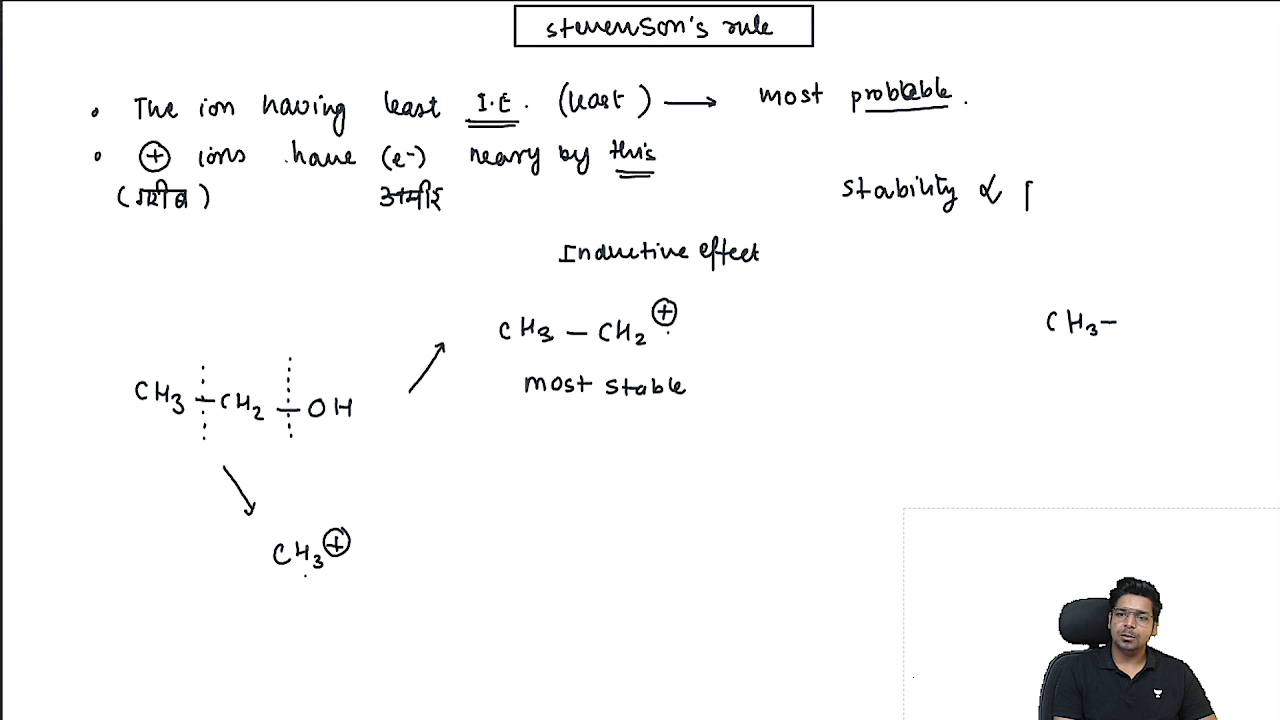 stevenson's rule
• The ion having least I.E. (least) → most probable.
• ⊕ ions have (e-) neary by this
(गरीब) अमीर
stability ∝
Inductive effect
CH3 - CH2 ⊕
CH3-
most stable
CH3 - CH2 - OH
CH3 ⊕